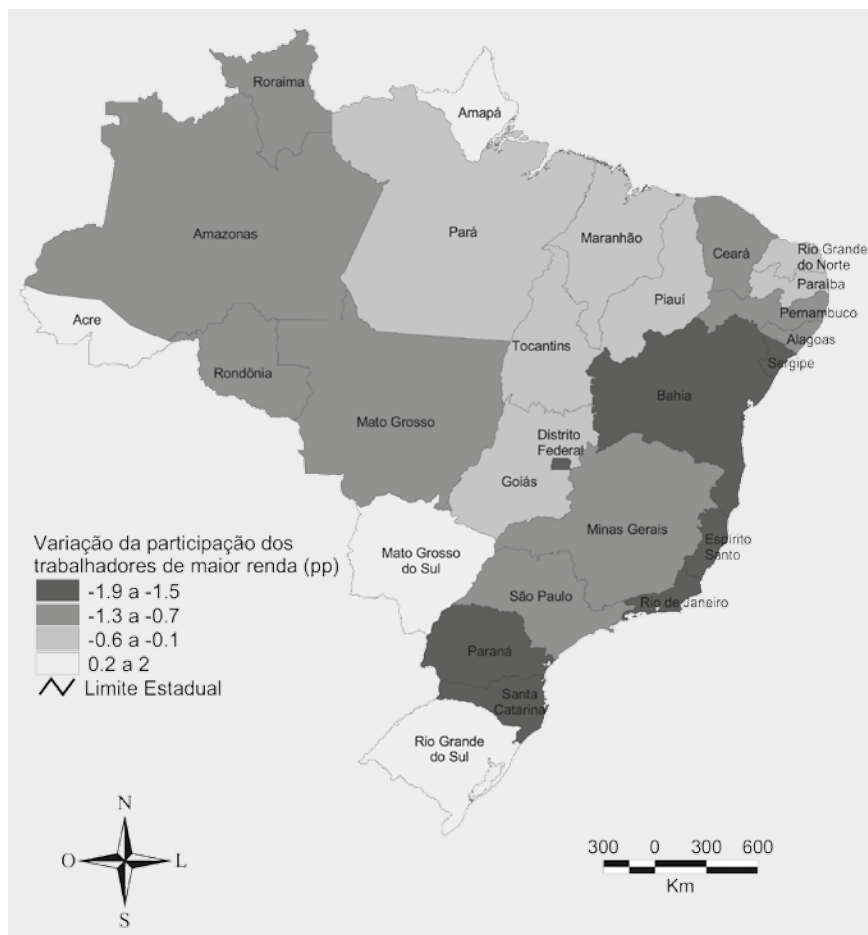 Roraima
Amapá
Amazonas
Pará
Maranhão
Ceará
Rio Grande
do Norte
Paraíba
Piauí
Pernambuco
Acre
Tocantins
Alagoas
Sergipe
Rondônia
Bahia
Mato Grosso
Distrito
Federal
Goiás
Minas Gerais
Espírito
Santo
Mato Grosso
do Sul
São Paulo
Rio de Janeiro
Paraná
Santa
Catarina
Rio Grande
do Sul
Variação da participação dos
trabalhadores de maior renda (pp)
-1.9 a -1.5
-1.3 a -0.7
-0.6 a -0.1
0.2 a 2
Limite Estadual
N
O
L
S
300 0 300 600
Km